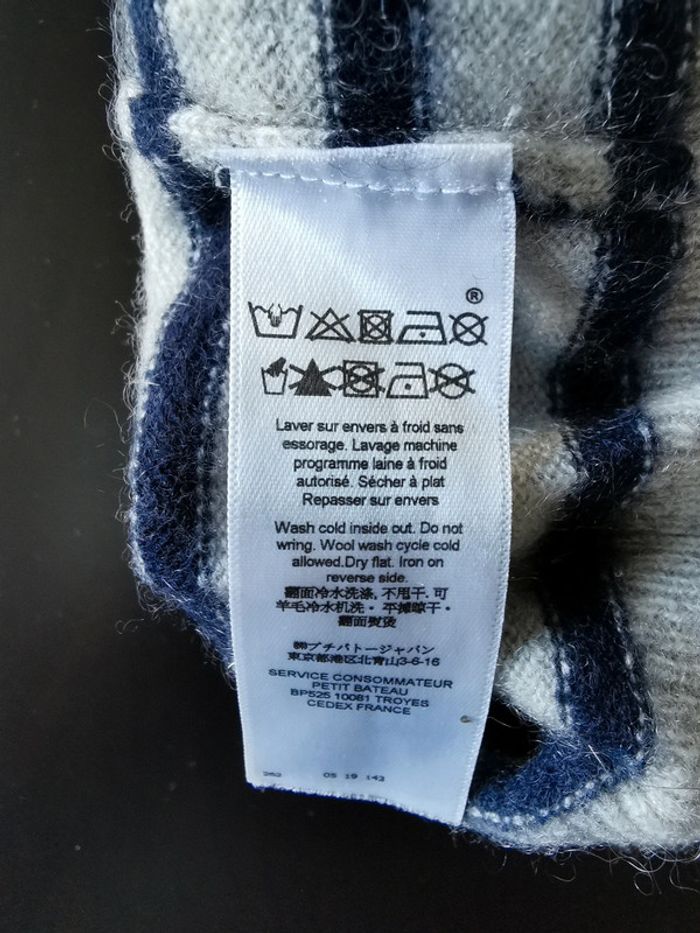 ®
Laver sur envers à froid sans
essorage. Lavage machine
programme laine à froid
autorisé. Sécher à plat
Repasser sur envers
Wash cold inside out. Do not
wring. Wool wash cycle cold
allowed.Dry flat. Iron on
reverse side.
翻面冷水洗涤, 不甩干. 可
羊毛冷水机洗 · 平摊晾干 ·
翻面熨烫
㈱プチバトージャパン
東京都港区北青山3-6-16
SERVICE CONSOMMATEUR
PETIT BATEAU
BP525 10081 TROYES
CEDEX FRANCE
05 19 143